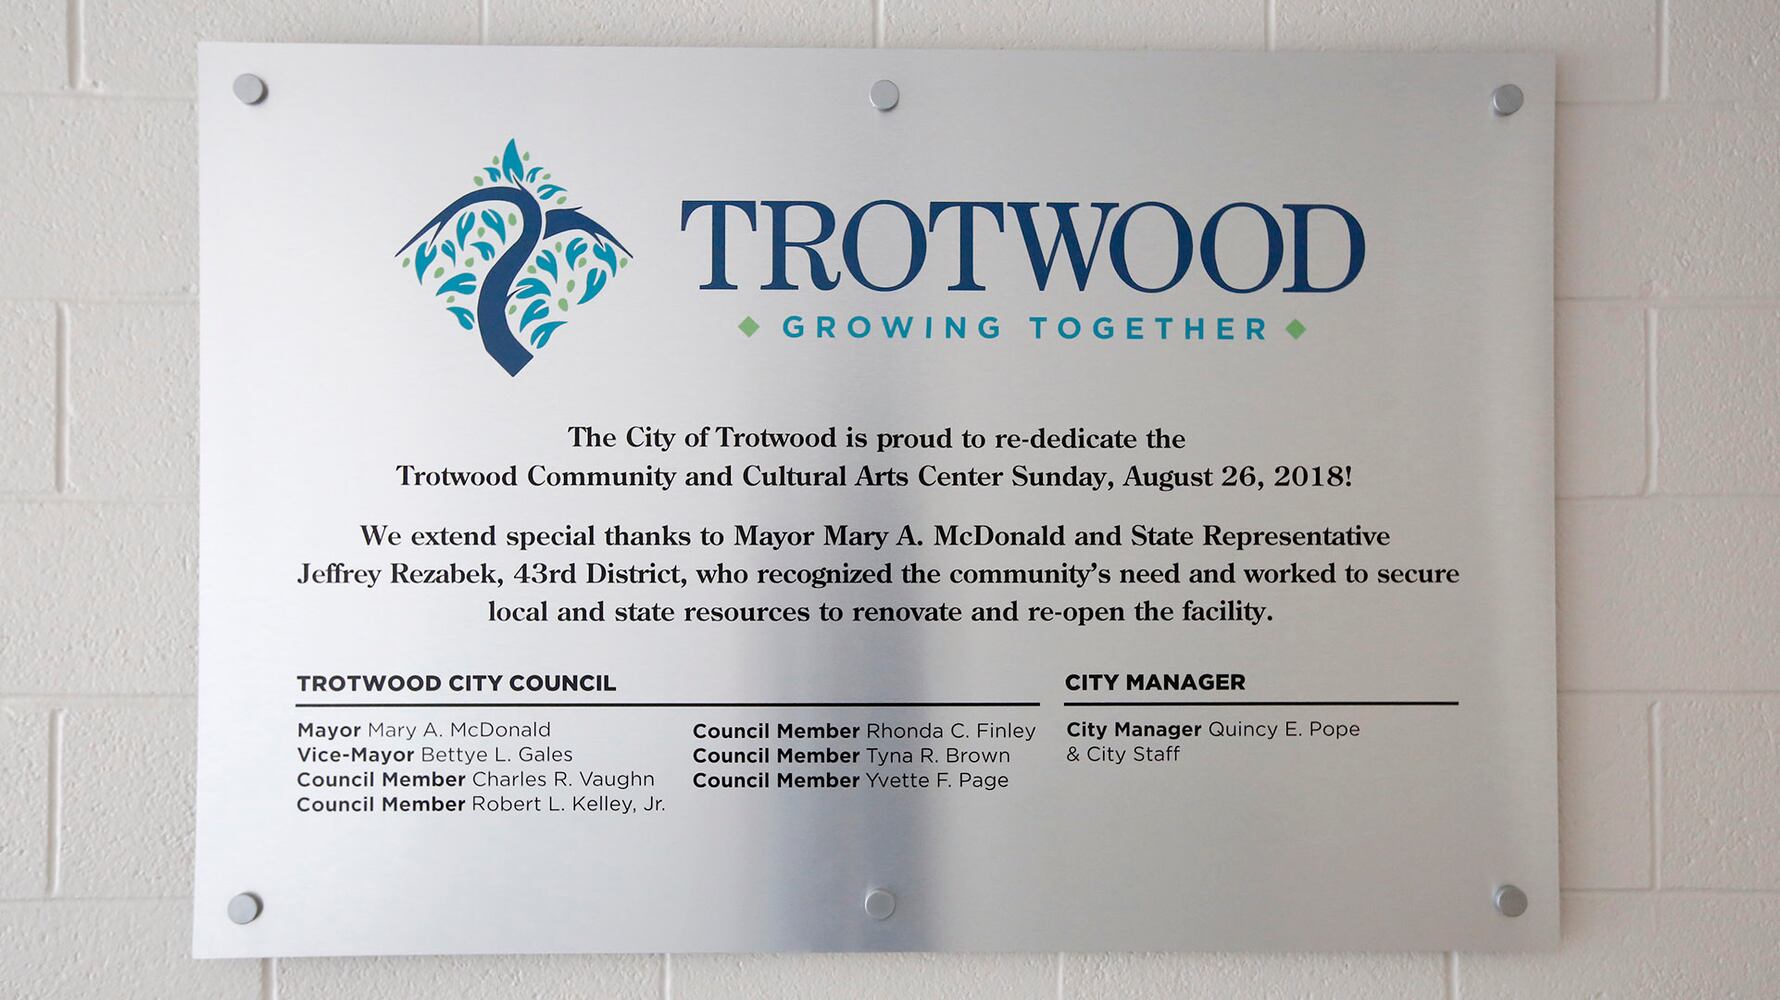 TROTWOOD
GROWING TOGETHER
The City of Trotwood is proud to re-dedicate the
Trotwood Community and Cultural Arts Center Sunday, August 26, 2018!
We extend special thanks to Mayor Mary A. McDonald and State Representative
Jeffrey Rezabek, 43rd District, who recognized the community's need and worked to secure
local and state resources to renovate and re-open the facility.
TROTWOOD CITY COUNCIL
Mayor Mary A. McDonald
Vice-Mayor Bettye L. Gales
Council Member Charles R. Vaughn
Council Member Robert L. Kelley, Jr.
Council Member Rhonda C. Finley
Council Member Tyna R. Brown
Council Member Yvette F. Page
CITY MANAGER
City Manager Quincy E. Pope
& City Staff